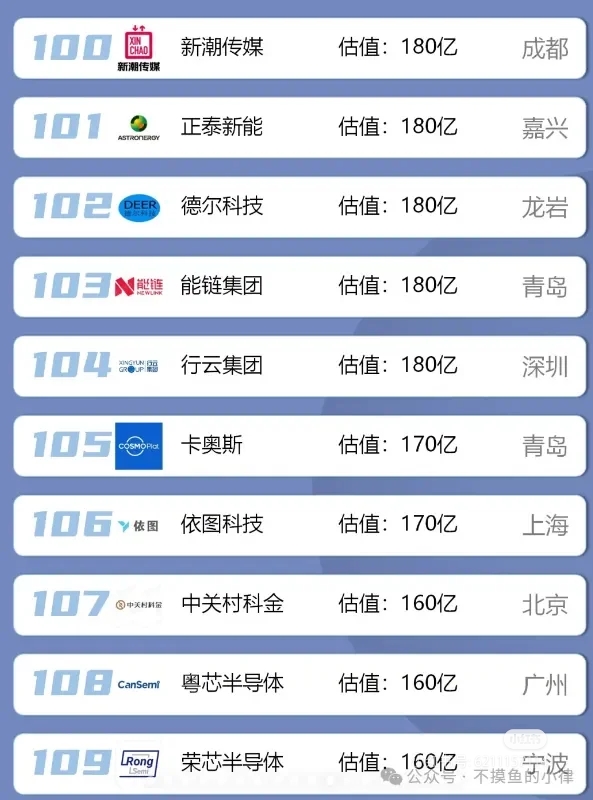 100 XIN CHAO 新潮传媒 新潮传媒 估值：180亿 成都
101 ASTRONERGY 正泰新能 估值：180亿 嘉兴
102 DEER 德尔科技 德尔科技 估值：180亿 龙岩
103 能链 NEWLINK 能链集团 估值：180亿 青岛
104 XINGYUN GROUP 行云集团 行云集团 估值：180亿 深圳
105 COSMOPlat 卡奥斯 估值：170亿 青岛
106 依图 依图科技 估值：170亿 上海
107 中关村科金 中关村科金 估值：160亿 北京
108 CanSemi 粤芯半导体 估值：160亿 广州
109 Rong LSemi 荣芯半导体 估值：160亿 宁波
公众号 · 不摸鱼的小律